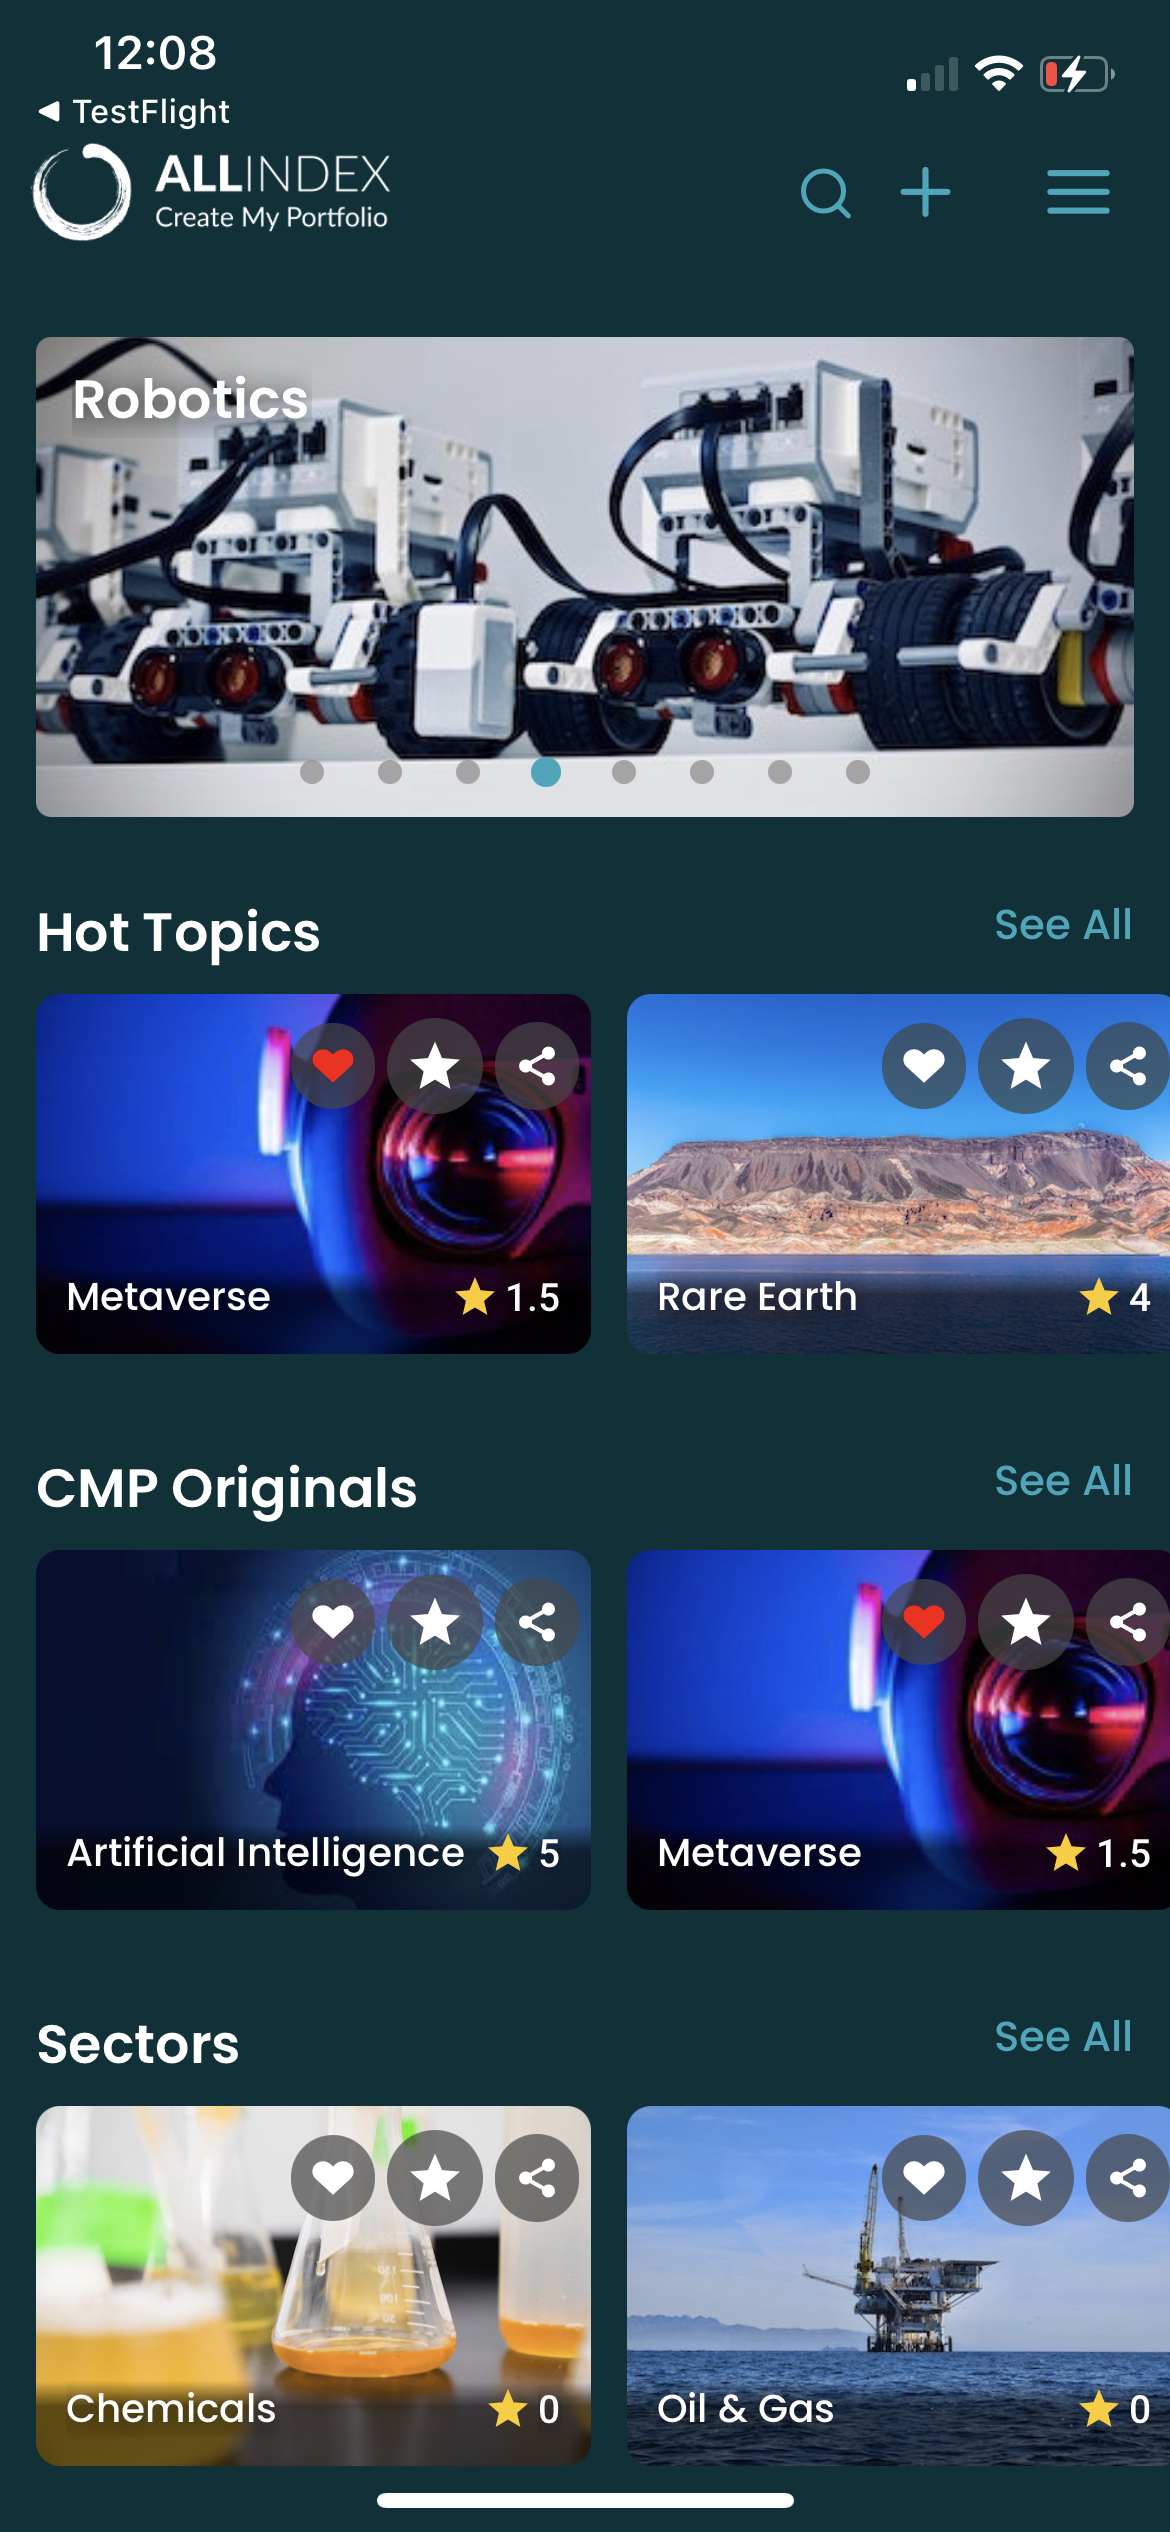 12:08
◀ TestFlight
ALLINDEX
Create My Portfolio
Robotics
Hot Topics
See All
Metaverse
1.5
Rare Earth
4
CMP Originals
See All
Artificial Intelligence
5
Metaverse
1.5
Sectors
See All
Chemicals
0
Oil & Gas
0